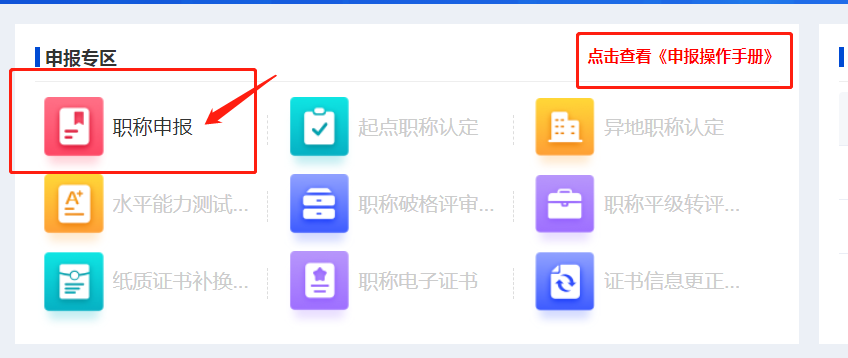 申报专区
点击查看《申报操作手册》
职称申报
起点职称认定
异地职称认定
A+
水平能力测试...
职称破格评审...
职称平级转评...
纸质证书补换...
职称电子证书
证书信息更正...